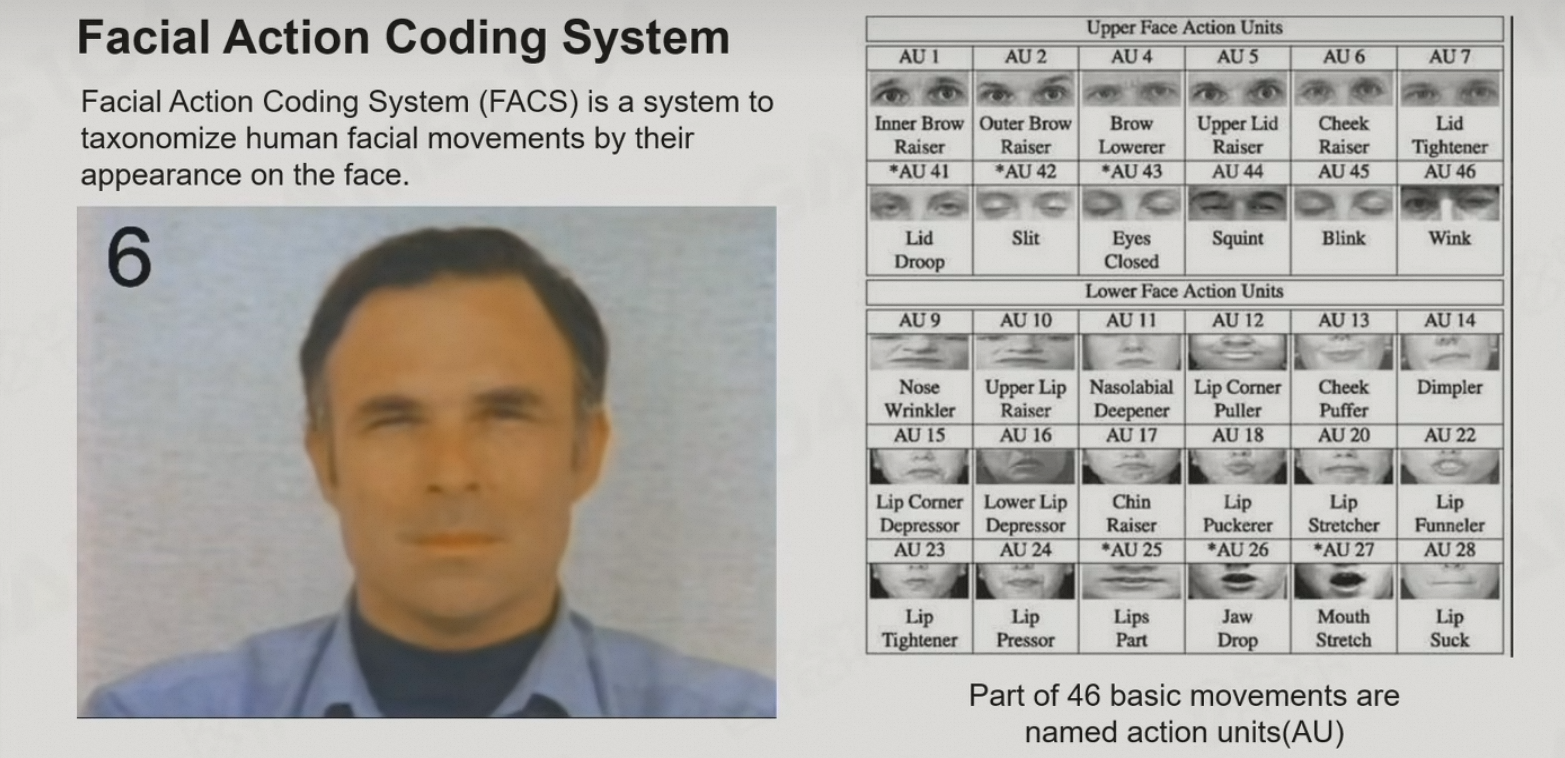 Facial Action Coding System
Facial Action Coding System (FACS) is a system to
taxonomize human facial movements by their
appearance on the face.
6
Upper Face Action Units
AU 1 AU 2 AU 4 AU 5 AU 6 AU 7
Inner Brow Outer Brow Brow Upper Lid Cheek Lid
Raiser Raiser Lowerer Raiser Raiser Tightener
*AU 41 *AU 42 *AU 43 AU 44 AU 45 AU 46
Lid Slit Eyes Squint Blink Wink
Droop Closed
Lower Face Action Units
AU 9 AU 10 AU 11 AU 12 AU 13 AU 14
Nose Upper Lip Nasolabial Lip Corner Cheek Dimpler
Wrinkler Raiser Deepener Puller Puffer
AU 15 AU 16 AU 17 AU 18 AU 20 AU 22
Lip Corner Lower Lip Chin Lip Lip Lip
Depressor Depressor Raiser Puckerer Stretcher Funneler
AU 23 AU 24 *AU 25 *AU 26 *AU 27 AU 28
Lip Lip Lips Jaw Mouth Lip
Tightener Pressor Part Drop Stretch Suck
Part of 46 basic movements are
named action units(AU)